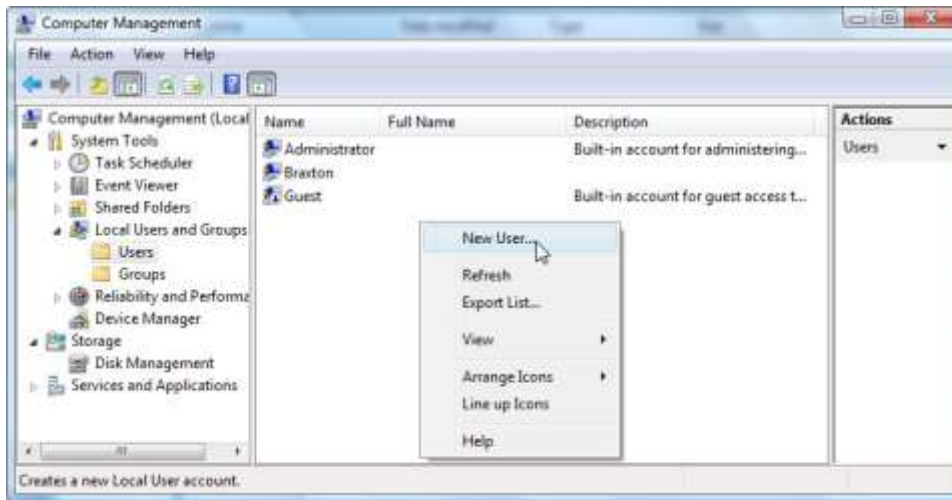 Computer Management
File Action View Help
Computer Management (Local
System Tools
Task Scheduler
Event Viewer
Shared Folders
Local Users and Groups
Users
Groups
Reliability and Performa
Device Manager
Storage
Disk Management
Services and Applications
Name Full Name Description
Administrator Built-in account for administering...
Braxton
Guest Built-in account for guest access t...
New User...
Refresh
Export List...
View
Arrange Icons
Line up Icons
Help
Actions
Users
Creates a new Local User account.